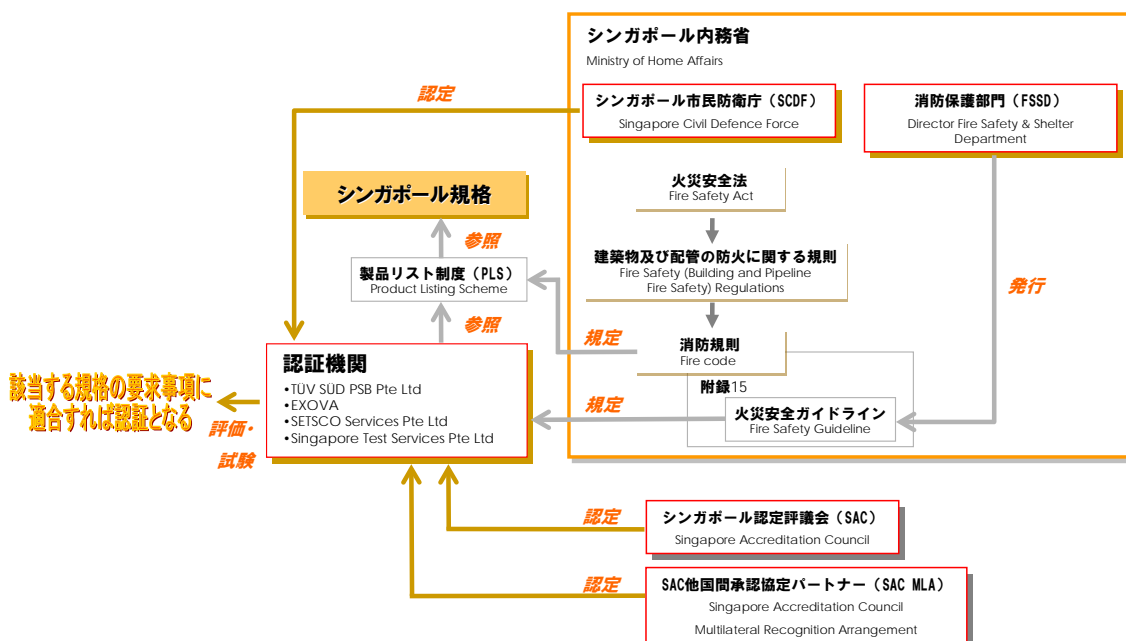 シンガポール内務省
Ministry of Home Affairs
認定
シンガポール市民防衛庁（SCDF）
Singapore Civil Defence Force
消防保護部門（FSSD）
Director Fire Safety & Shelter
Department
シンガポール規格
火災安全法
Fire Safety Act
参照
建築物及び配管の防火に関する規則
Fire Safety (Building and Pipeline
Fire Safety) Regulations
製品リスト制度（PLS）
Product Listing Scheme
発行
参照
規定
消防規則
Fire code
認証機関
•TÜV SÜD PSB Pte Ltd
•EXOVA
•SETSCO Services Pte Ltd
•Singapore Test Services Pte Ltd
該当する規格の要求事項に
適合すれば認証となる
評価・
試験
附録15
規定
火災安全ガイドライン
Fire Safety Guideline
認定
シンガポール認定評議会（SAC）
Singapore Accreditation Council
認定
SAC他国間承認協定パートナー（SAC MLA）
Singapore Accreditation Council
Multilateral Recognition Arrangement